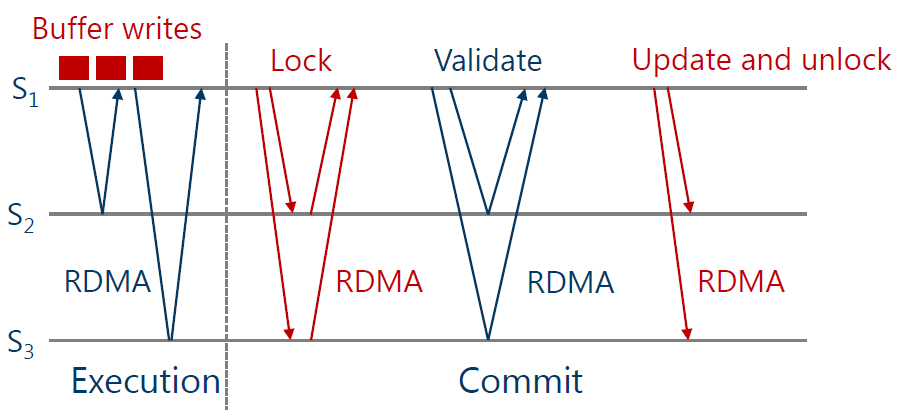 Buffer writes
Lock
Validate
Update and unlock
S1
S2
RDMA
RDMA
RDMA
RDMA
S3
Execution
Commit